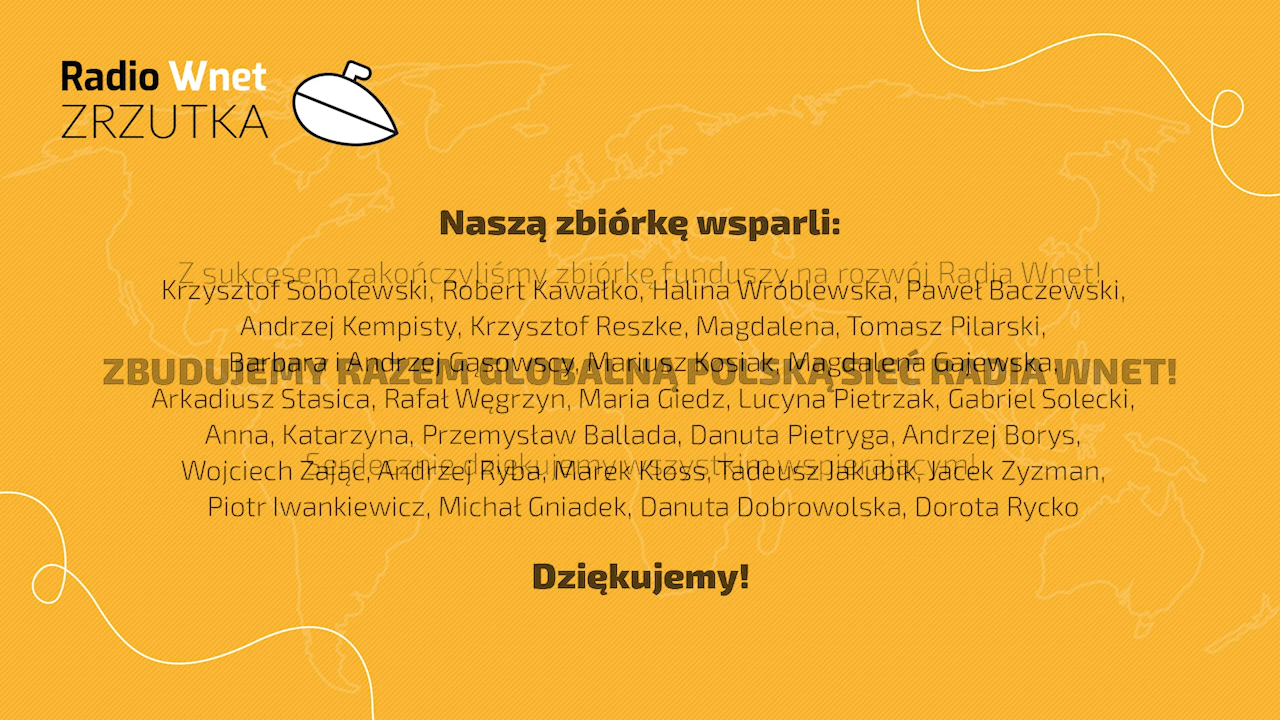 Radio Wnet
ZRZUTKA
Naszą zbiórkę wsparli:
Z sukcesem zakończyliśmy zbiórkę funduszy na rozwój Radia Wnet!
Krzysztof Sobolewski, Robert Kawałko, Halina Wróblewska, Paweł Baczewski,
Andrzej Kempisty, Krzysztof Reszke, Magdalena, Tomasz Pilarski,
Barbara i Andrzej Gąsowscy, Mariusz Kosiak, Magdalena Gajewska,
ZBUDUJEMY RAZEM GLOBALNĄ POLSKĄ SIEĆ RADIA WNET!
Arkadiusz Stasica, Rafał Węgrzyn, Maria Giedz, Lucyna Pietrzak, Gabriel Solecki,
Anna, Katarzyna, Przemysław Ballada, Danuta Pietryga, Andrzej Borys,
Serdecznie dziękujemy wszystkim wspierającym!
Wojciech Zając, Andrzej Ryba, Marek Kloss, Tadeusz Jakubik, Jacek Zyzman,
Piotr Iwankiewicz, Michał Gniadek, Danuta Dobrowolska, Dorota Rycko
Dziękujemy!